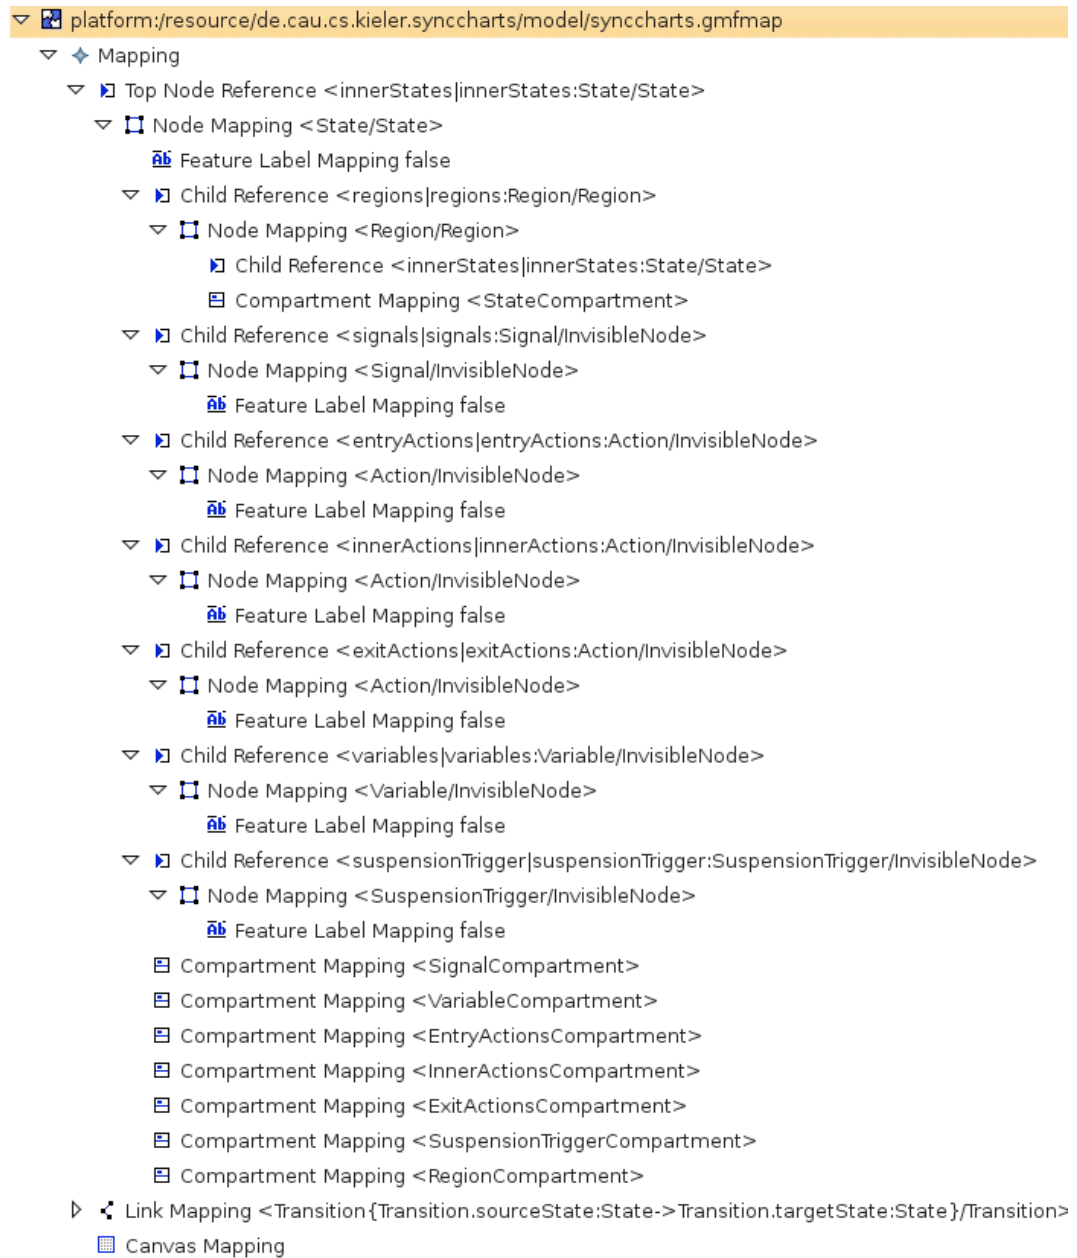 platform:/resource/de.cau.cs.kieler.synccharts/model/synccharts.gmfmap
Mapping
Top Node Reference <innerStates|innerStates:State/State>
Node Mapping <State/State>
Feature Label Mapping false
Child Reference <regions|regions:Region/Region>
Node Mapping <Region/Region>
Child Reference <innerStates|innerStates:State/State>
Compartment Mapping <StateCompartment>
Child Reference <signals|signals:Signal/InvisibleNode>
Node Mapping <Signal/InvisibleNode>
Feature Label Mapping false
Child Reference <entryActions|entryActions:Action/InvisibleNode>
Node Mapping <Action/InvisibleNode>
Feature Label Mapping false
Child Reference <innerActions|innerActions:Action/InvisibleNode>
Node Mapping <Action/InvisibleNode>
Feature Label Mapping false
Child Reference <exitActions|exitActions:Action/InvisibleNode>
Node Mapping <Action/InvisibleNode>
Feature Label Mapping false
Child Reference <variables|variables:Variable/InvisibleNode>
Node Mapping <Variable/InvisibleNode>
Feature Label Mapping false
Child Reference <suspensionTrigger|suspensionTrigger:SuspensionTrigger/InvisibleNode>
Node Mapping <SuspensionTrigger/InvisibleNode>
Feature Label Mapping false
Compartment Mapping <SignalCompartment>
Compartment Mapping <VariableCompartment>
Compartment Mapping <EntryActionsCompartment>
Compartment Mapping <InnerActionsCompartment>
Compartment Mapping <ExitActionsCompartment>
Compartment Mapping <SuspensionTriggerCompartment>
Compartment Mapping <RegionCompartment>
Link Mapping <Transition{Transition.sourceState:State->Transition.targetState:State}/Transition>
Canvas Mapping